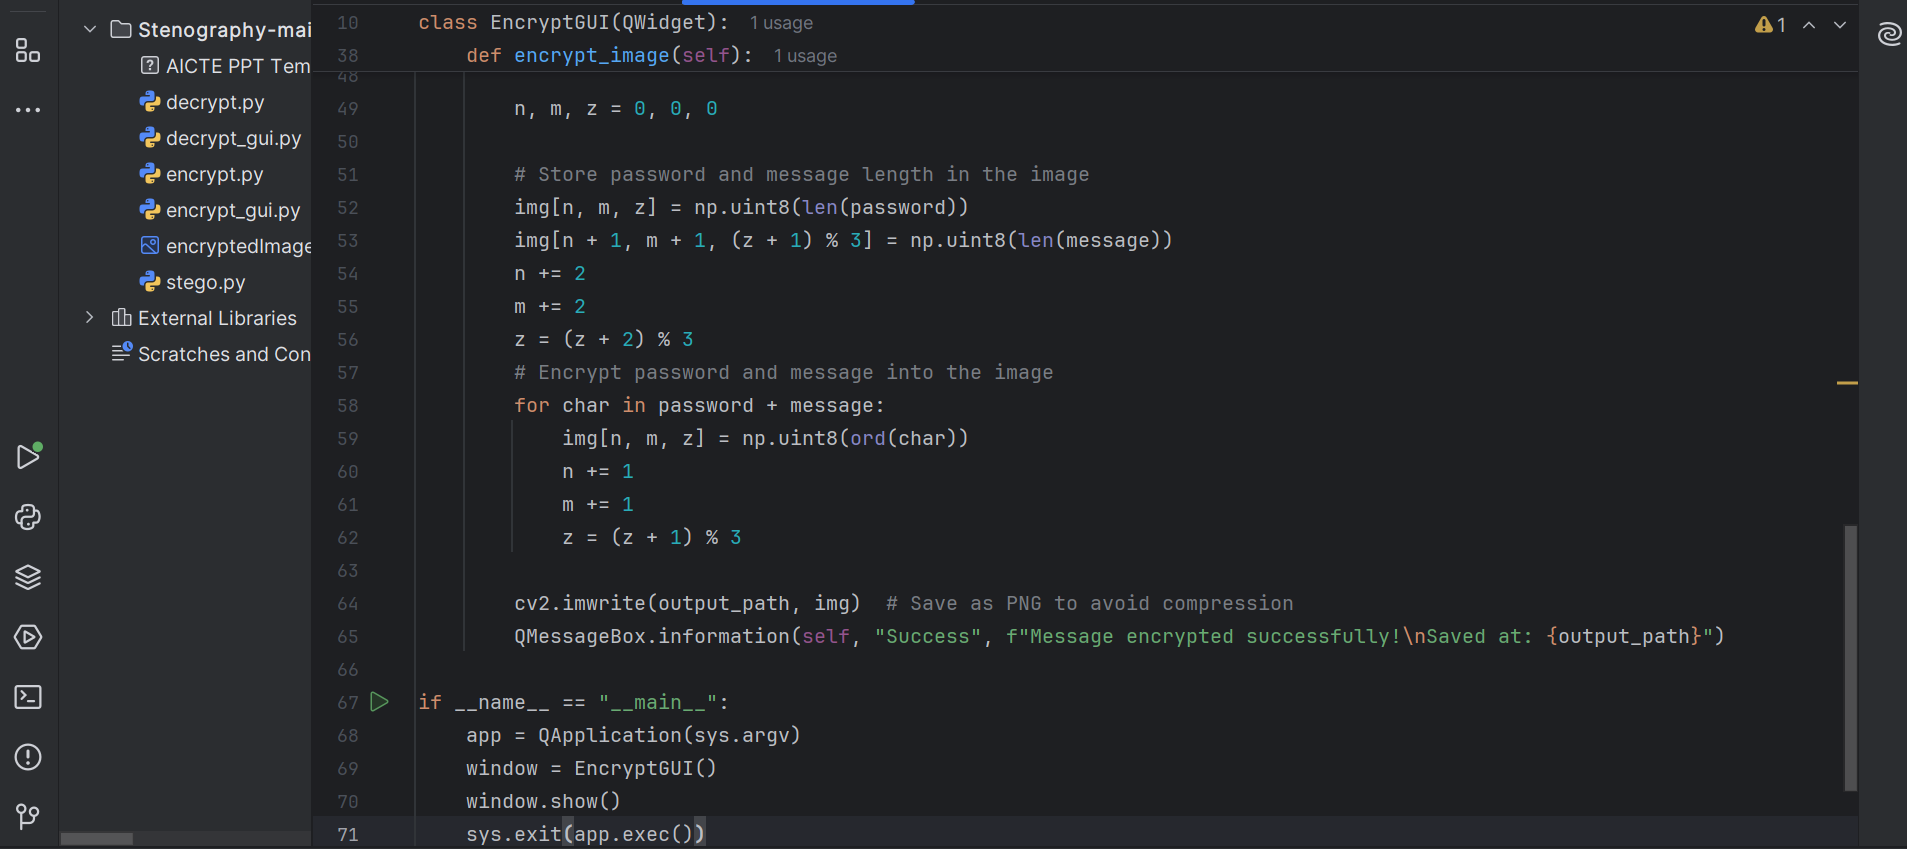 Stenography-mai
AICTE PPT Tem
decrypt.py
decrypt_gui.py
encrypt.py
encrypt_gui.py
encryptedImage
stego.py
External Libraries
Scratches and Con
10 class EncryptGUI(QWidget): 1 usage
38 def encrypt_image(self): 1 usage
1
48
49 n, m, z = 0, 0, 0
50
51 # Store password and message length in the image
52 img[n, m, z] = np.uint8(len(password))
53 img[n + 1, m + 1, (z + 1) % 3] = np.uint8(len(message))
54 n += 2
55 m += 2
56 z = (z + 2) % 3
57 # Encrypt password and message into the image
58 for char in password + message:
59 img[n, m, z] = np.uint8(ord(char))
60 n += 1
61 m += 1
62 z = (z + 1) % 3
63
64 cv2.imwrite(output_path, img)  # Save as PNG to avoid compression
65 QMessageBox.information(self, "Success", f"Message encrypted successfully!\nSaved at: {output_path}")
66
67 if __name__ == "__main__":
68 app = QApplication(sys.argv)
69 window = EncryptGUI()
70 window.show()
71 sys.exit(app.exec())